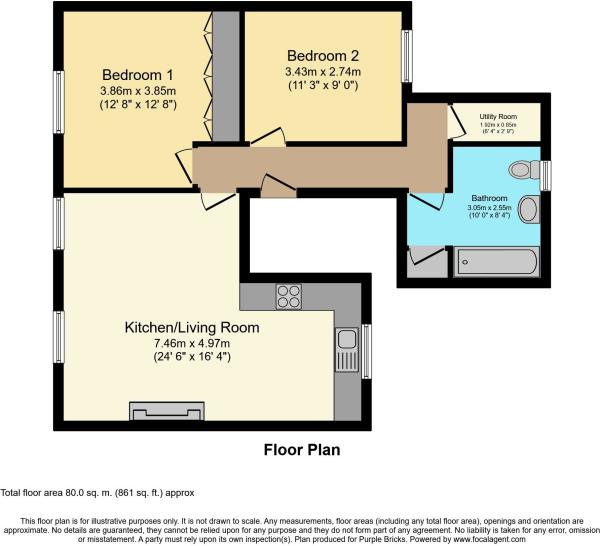 Bedroom 1
3.86m x 3.85m
(12' 8" x 12' 8")
Bedroom 2
3.43m x 2.74m
(11' 3" x 9' 0")
Utility Room
1.92m x 0.85m
(6' 4" x 2' 9")
Bathroom
3.05m x 2.55m
(10' 0" x 8' 4")
Kitchen/Living Room
7.46m x 4.97m
(24' 6" x 16' 4")
Floor Plan
Total floor area 80.0 sq. m. (861 sq. ft.) approx
This floor plan is for illustrative purposes only. It is not drawn to scale. Any measurements, floor areas (including any total floor area), openings and orientation are
approximate. No details are guaranteed, they cannot be relied upon for any purpose and they do not form part of any agreement. No liability is taken for any error, omission
or misstatement. A party must rely upon its own inspection(s). Plan produced for Purple Bricks. Powered by www.focalagent.com